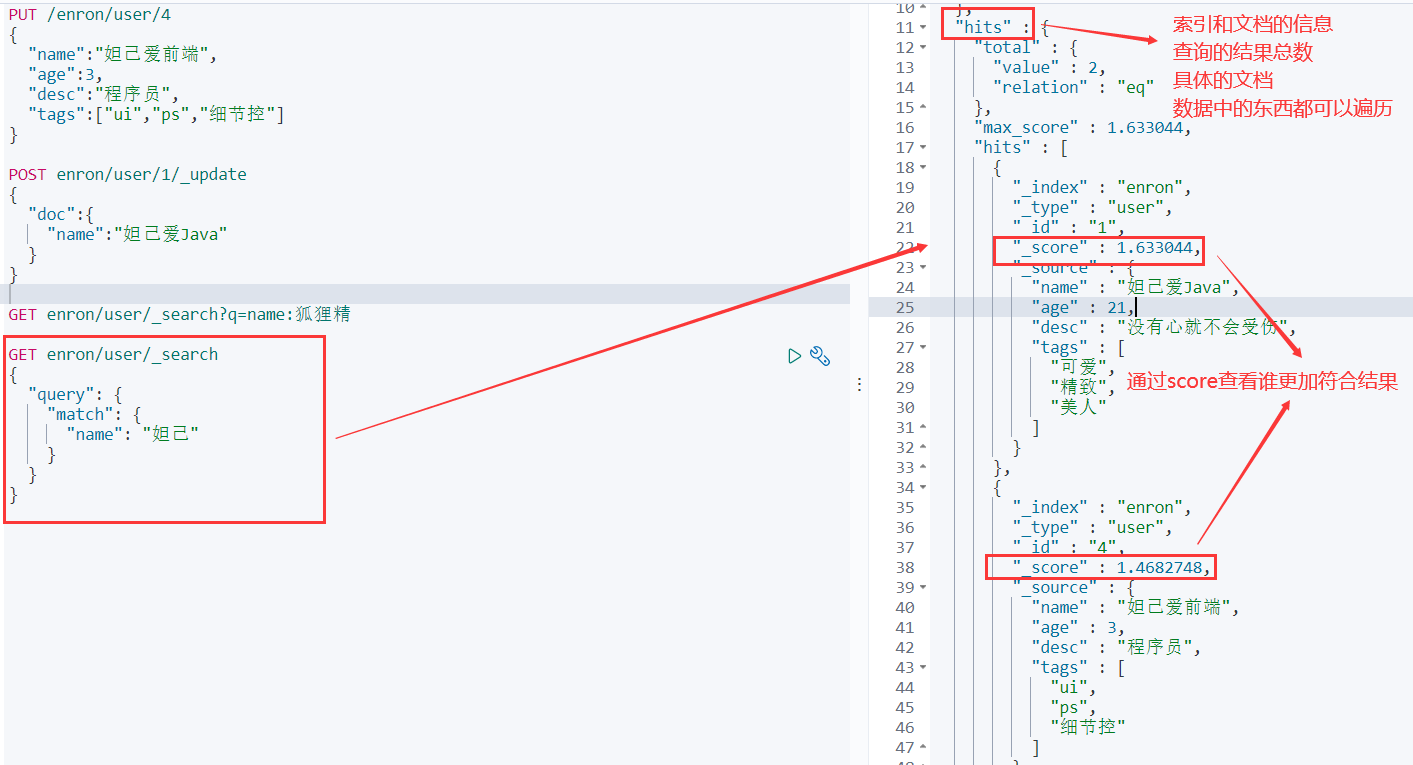 PUT /enron/user/4
{
"name":"妲己爱前端",
"age":3,
"desc":"程序员",
"tags":["ui","ps","细节控"]
}
POST enron/user/1/_update
{
"doc":{
"name":"妲己爱Java"
}
}
GET enron/user/_search?q=name:狐狸精
GET enron/user/_search
{
"query": {
"match": {
"name": "妲己"
}
}
}
10 },
11 "hits" : {
12 "total" : {
13 "value" : 2,
14 "relation" : "eq"
15 },
16 "max_score" : 1.633044,
17 "hits" : [
18 {
19 "_index" : "enron",
20 "_type" : "user",
21 "_id" : "1",
22 "_score" : 1.633044,
23 "_source" : {
24 "name" : "妲己爱Java",
25 "age" : 21,
26 "desc" : "没有心就不会受伤",
27 "tags" : [
28 "可爱",
29 "精致",
30 "美人"
31 ]
32 }
33 },
34 {
35 "_index" : "enron",
36 "_type" : "user",
37 "_id" : "4",
38 "_score" : 1.4682748,
39 "_source" : {
40 "name" : "妲己爱前端",
41 "age" : 3,
42 "desc" : "程序员",
43 "tags" : [
44 "ui",
45 "ps",
46 "细节控"
47 ]
索引和文档的信息
查询的结果总数
具体的文档
数据中的东西都可以遍历
通过score查看谁更加符合结果